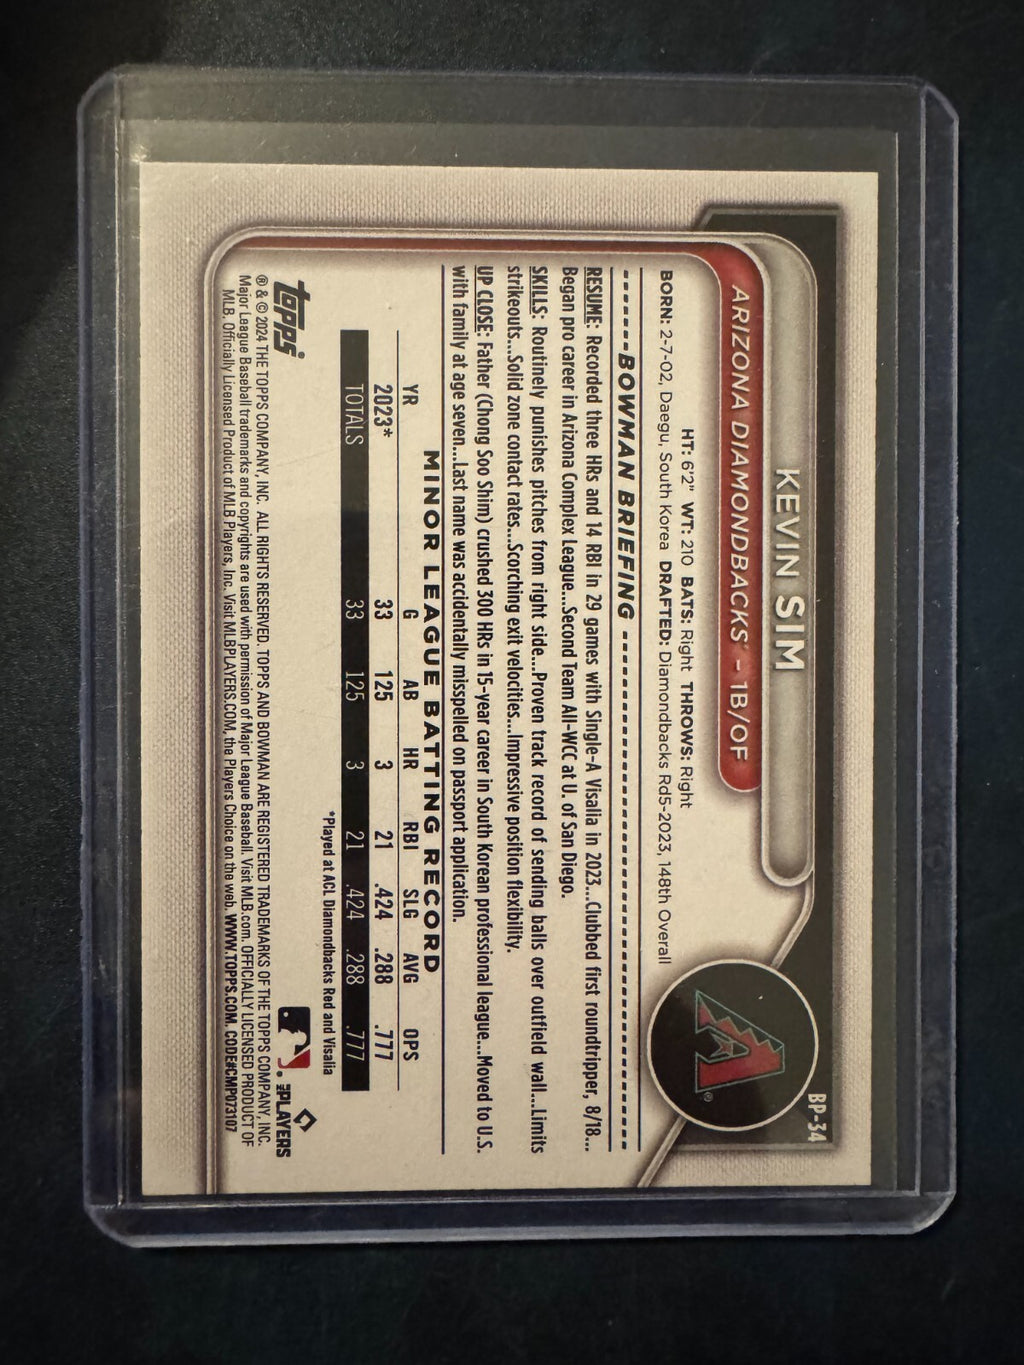 BP-34
KEVIN SIM
ARIZONA DIAMONDBACKS® – 1B/OF
HT: 6'2" WT: 210 BATS: Right THROWS: Right
BORN: 2-7-02, Daegu, South Korea DRAFTED: Diamondbacks Rd5-2023, 148th Overall
BOWMAN BRIEFING
RESUME: Recorded three HRs and 14 RBI in 29 games with Single-A Visalia in 2023...Clubbed first roundtripper, 8/18...
Began pro career in Arizona Complex League...Second Team All-WCC at U. of San Diego.
SKILLS: Routinely punishes pitches from right side...Proven track record of sending balls over outfield wall...Limits
strikeouts...Solid zone contact rates...Scorching exit velocities...Impressive position flexibility.
UP CLOSE: Father (Chong Soo Shim) crushed 300 HRs in 15-year career in South Korean professional league...Moved to U.S.
with family at age seven...Last name was accidentally misspelled on passport application.
MINOR LEAGUE BATTING RECORD
YR G AB HR RBI SLG AVG OPS
2023* 33 125 3 21 .424 .288 .777
TOTALS 33 125 3 21 .424 .288 .777
*Played at ACL Diamondbacks Red and Visalia
topps®
MLB PLAYERS
® & © 2024 THE TOPPS COMPANY, INC. ALL RIGHTS RESERVED. TOPPS AND BOWMAN ARE REGISTERED TRADEMARKS OF THE TOPPS COMPANY, INC.
Major League Baseball trademarks and copyrights are used with permission of Major League Baseball. Visit MLB.com. OFFICIALLY LICENSED PRODUCT OF
MLB. Officially Licensed Product of MLB Players, Inc. Visit MLBPLAYERS.COM, the Players Choice on the web. WWW.TOPPS.COM. CODE#CMP073107